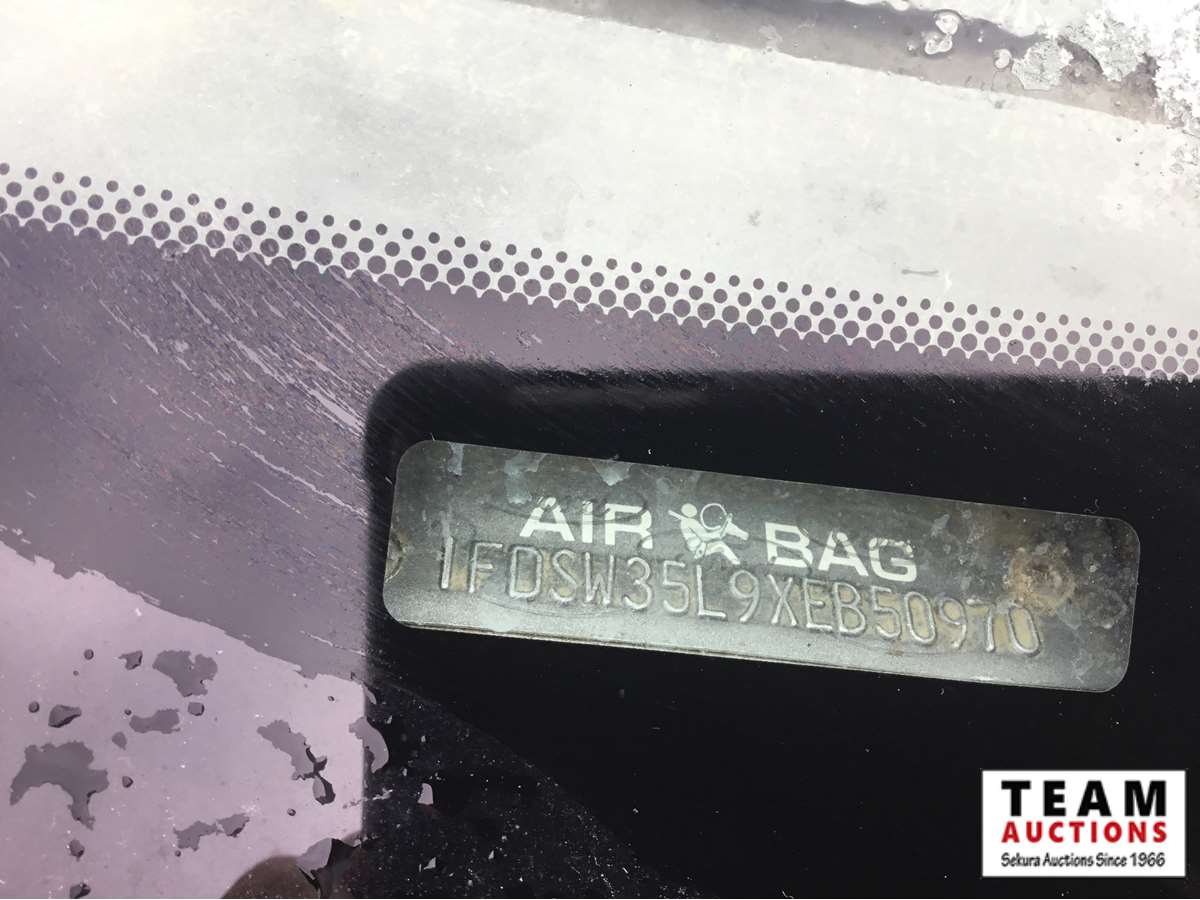 AIR BAG
1FDSW35L9XEB50970
TEAM
AUCTIONS
Sekura Auctions Since 1966